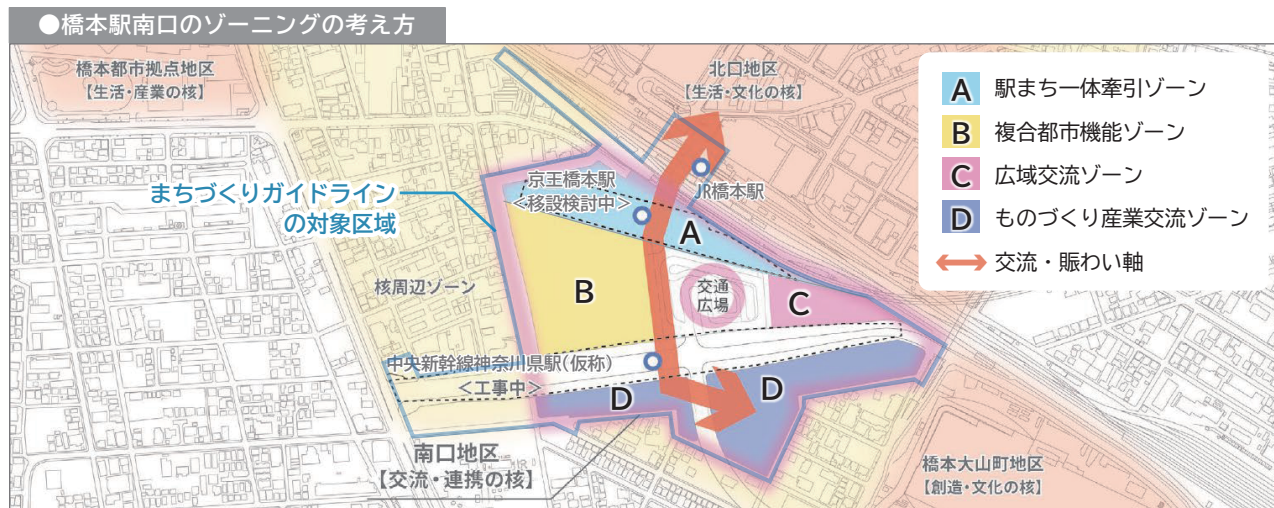 ●橋本駅南口のゾーニングの考え方
橋本都市拠点地区
【生活・産業の核】
北口地区
【生活・文化の核】
A 駅まち一体牽引ゾーン
B 複合都市機能ゾーン
C 広域交流ゾーン
D ものづくり産業交流ゾーン
交流・賑わい軸
まちづくりガイドライン
の対象区域
京王橋本駅
<移設検討中>
JR橋本駅
A
核周辺ゾーン
B
交通
広場
C
中央新幹線神奈川県駅(仮称)
<工事中>
D
D
南口地区
【交流・連携の核】
橋本大山町地区
【創造・文化の核】